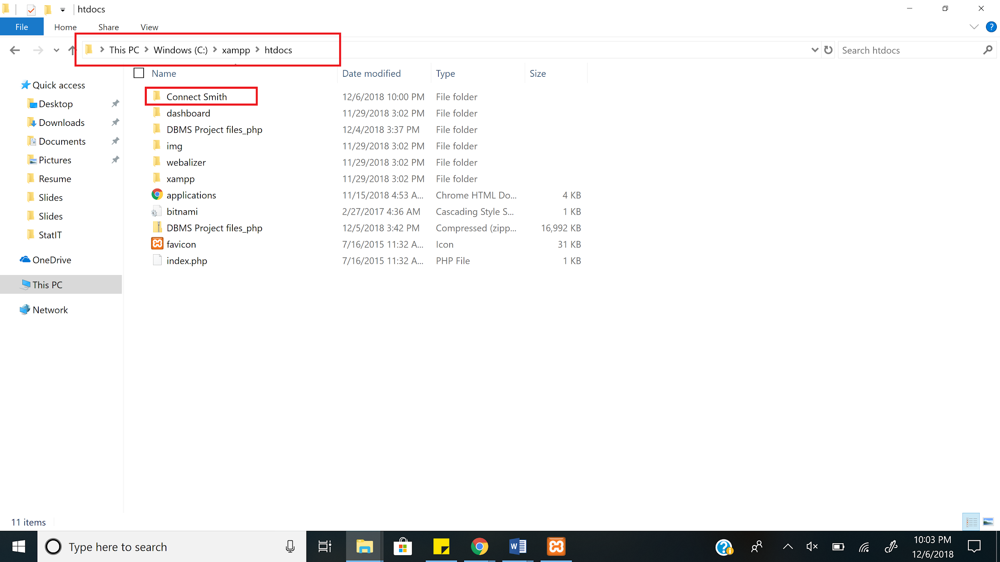 htdocs
File Home Share View
This PC Windows (C:) xampp htdocs
Search htdocs
Name Date modified Type Size
Quick access
Desktop
Downloads
Documents
Pictures
Resume
Slides
Slides
StatIT
OneDrive
This PC
Network
Connect Smith 12/6/2018 10:00 PM File folder
dashboard 11/29/2018 3:02 PM File folder
DBMS Project files_php 12/4/2018 3:37 PM File folder
img 11/29/2018 3:02 PM File folder
webalizer 11/29/2018 3:02 PM File folder
xampp 11/29/2018 3:02 PM File folder
applications 11/15/2018 4:53 A... Chrome HTML Do... 4 KB
bitnami 2/27/2017 4:36 AM Cascading Style S... 1 KB
DBMS Project files_php 12/5/2018 3:42 PM Compressed (zipp... 16,992 KB
favicon 7/16/2015 11:32 A... Icon 31 KB
index.php 7/16/2015 11:32 A... PHP File 1 KB
11 items
Type here to search
10:03 PM
12/6/2018